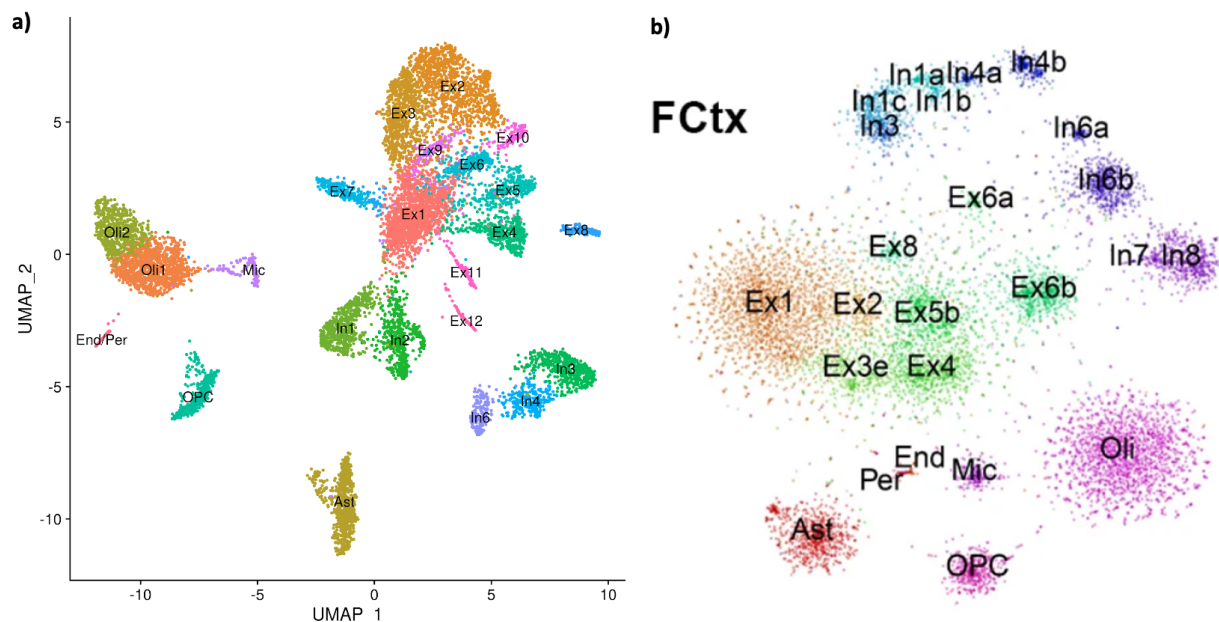 a)
5
0
-5
-10
UMAP_2
-10
-5
0
5
10
UMAP_1
Ex2
Ex3
Ex10
Ex9
Ex6
Ex7
Ex5
Ex1
Ex4
Ex8
Oli2
Oli1
Mic
Ex11
Ex12
End/Per
In1
In2
In3
OPC
In4
In6
Ast
b)
FCtx
In4b
In1a
In4a
In1c
In1b
In3
In6a
In6b
Ex6a
Ex8
In7
In8
Ex6b
Ex1
Ex2
Ex5b
Ex3e
Ex4
Oli
End
Per
Mic
Ast
OPC